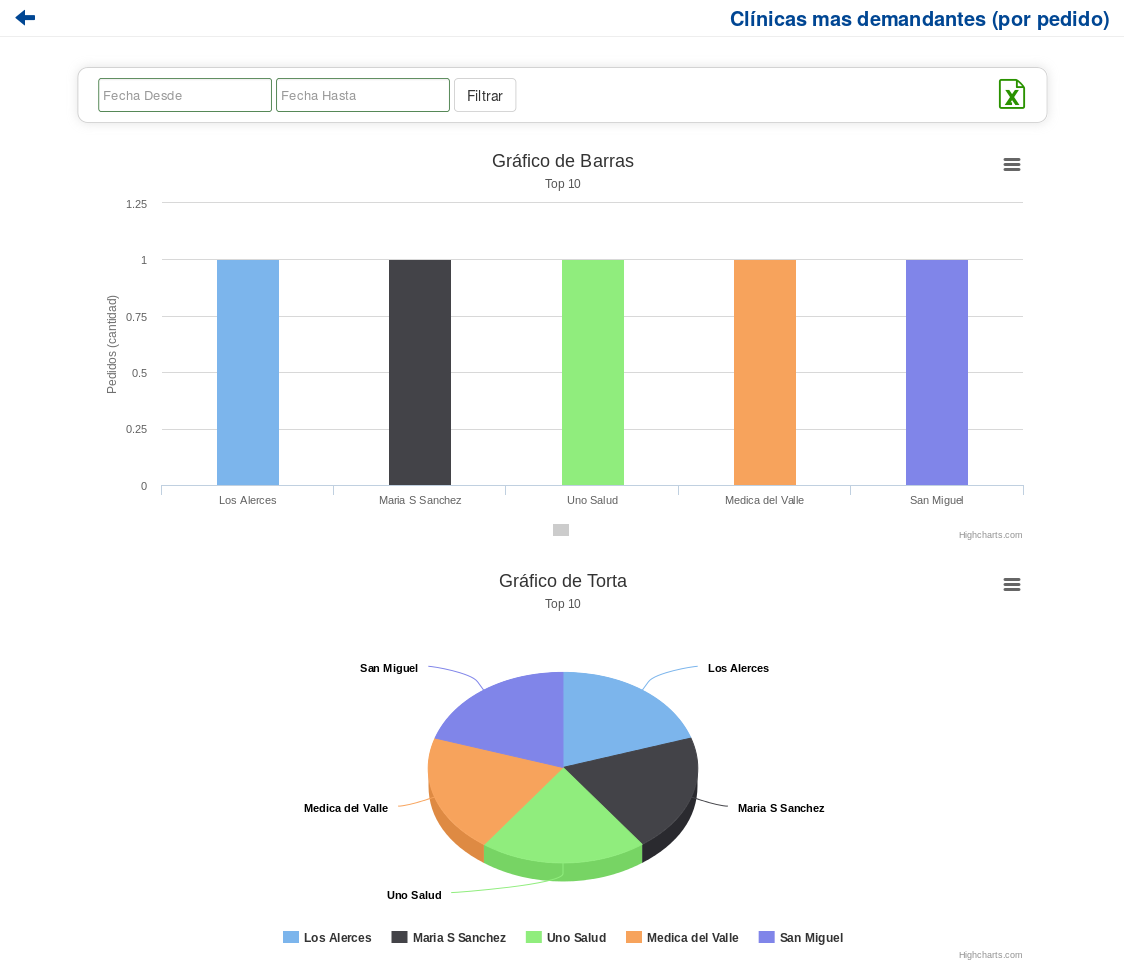 Clínicas mas demandantes (por pedido)
Fecha Desde
Fecha Hasta
Filtrar
Gráfico de Barras
Top 10
Pedidos (cantidad)
1.25
1
0.75
0.5
0.25
0
Los Alerces
Maria S Sanchez
Uno Salud
Medica del Valle
San Miguel
Highcharts.com
Gráfico de Torta
Top 10
San Miguel
Los Alerces
Medica del Valle
Maria S Sanchez
Uno Salud
Los Alerces
Maria S Sanchez
Uno Salud
Medica del Valle
San Miguel
Highcharts.com